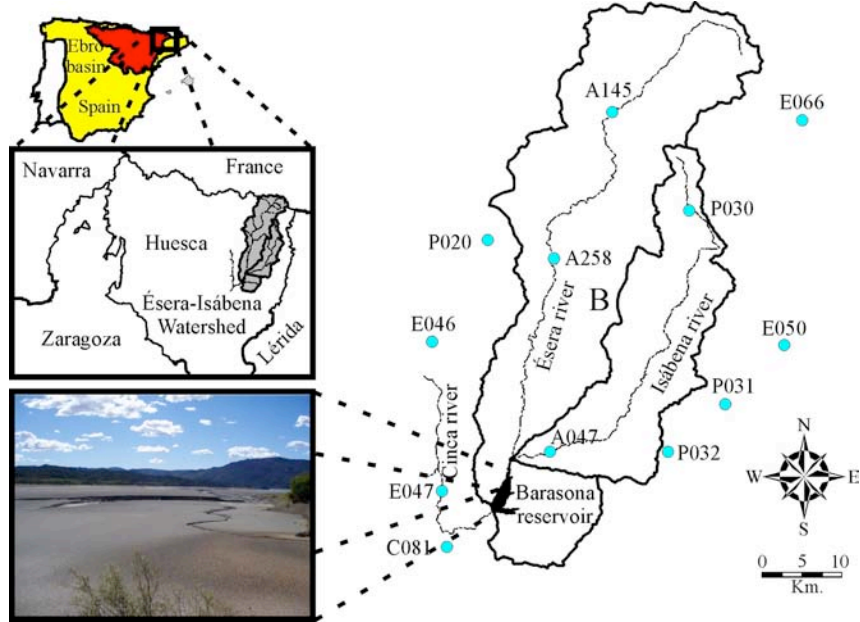 Ebro
basin
Spain
Navarra
France
Huesca
Ésera-Isábena
Watershed
Zaragoza
Lérida
A145
E066
P030
P020
A258
B
Ésera river
Isábena river
E046
E050
P031
Cinca river
A047
P032
E047
Barasona
reservoir
C081
N
W
E
S
0 5 10
Km.